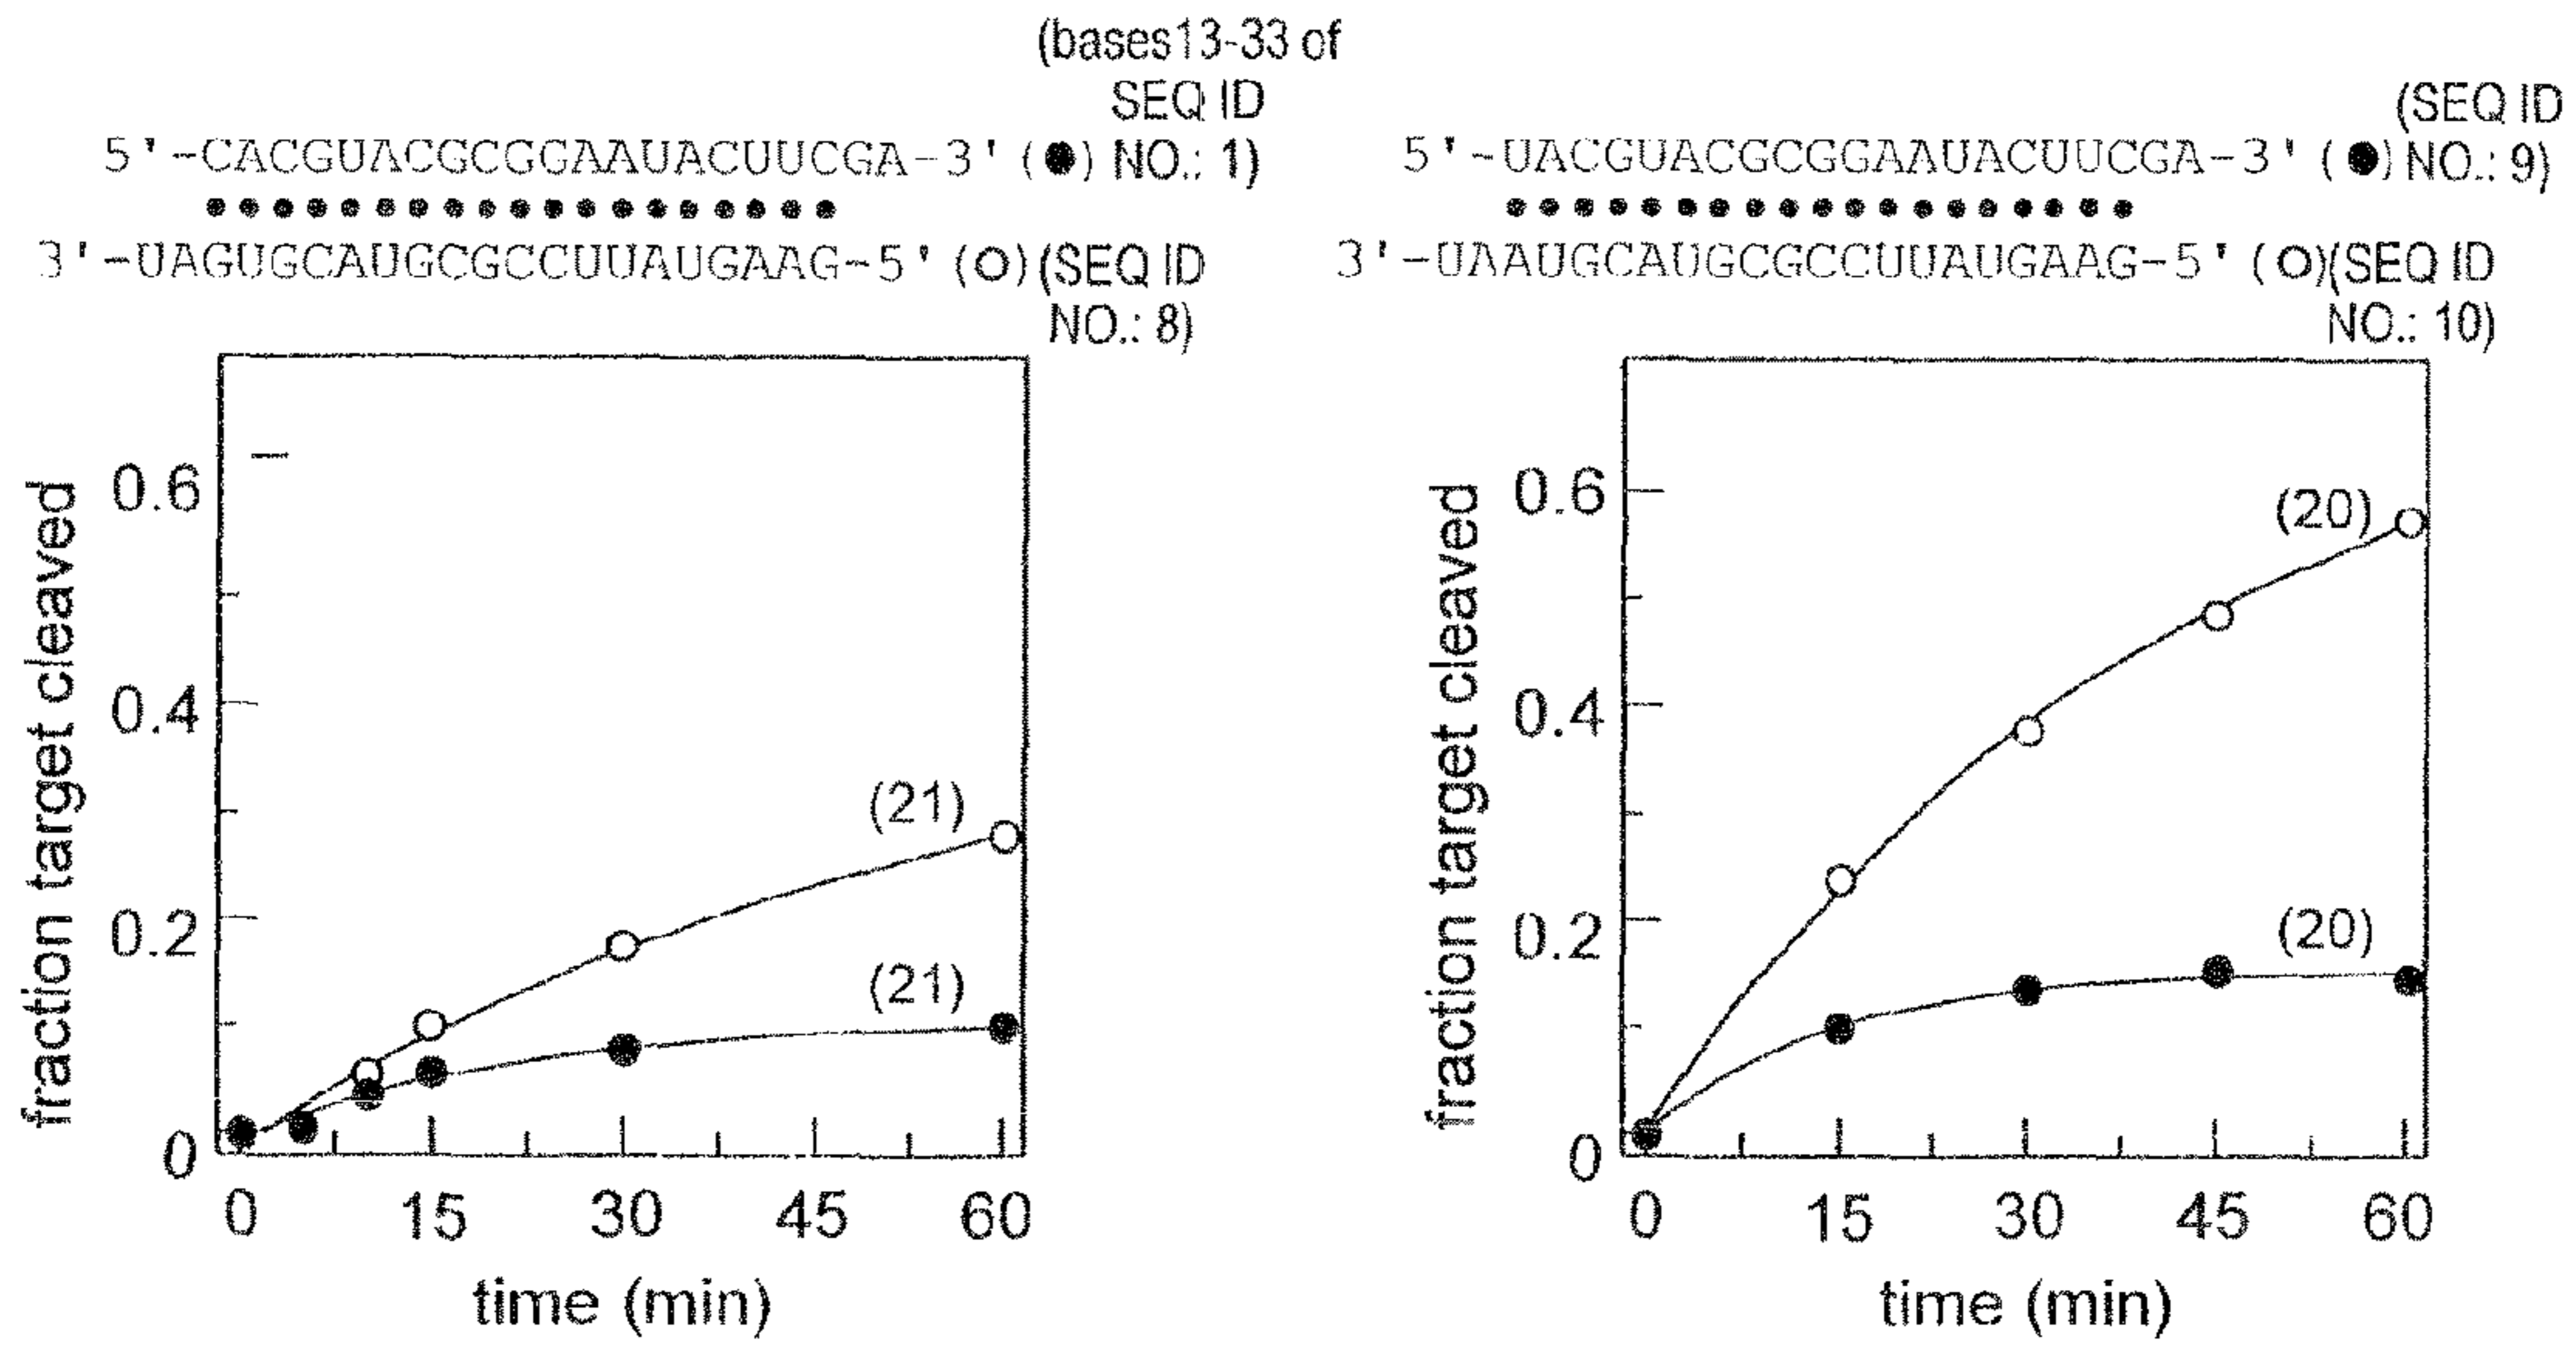 (bases13-33 of
SEQ ID
5'-CACGUACGCGGAAUACUUCGA-3' (●) NO.: 1)
3'-UAGUGCAUGCGCCUUAUGAAG-5' (○) (SEQ ID
NO.: 8)
(SEQ ID
5'-UACGUACGCGGAAUACUUCGA-3' (●) NO.: 9)
3'-UAAUGCAUGCGCCUUAUGAAG-5' (○)(SEQ ID
NO.: 10)
fraction target cleaved
0.6
0.4
0.2
0
(21)
(21)
0 15 30 45 60
time (min)
fraction target cleaved
0.6
0.4
0.2
0
(20)
(20)
0 15 30 45 60
time (min)